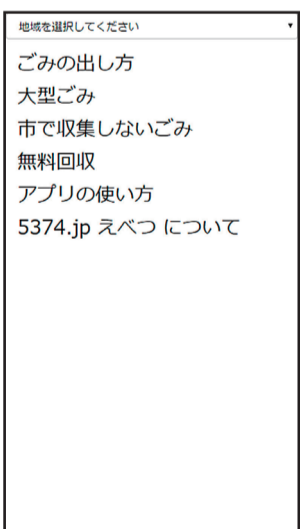 地域を選択してください
ごみの出し方
大型ごみ
市で収集しないごみ
無料回収
アプリの使い方
5374.jp えべつ について